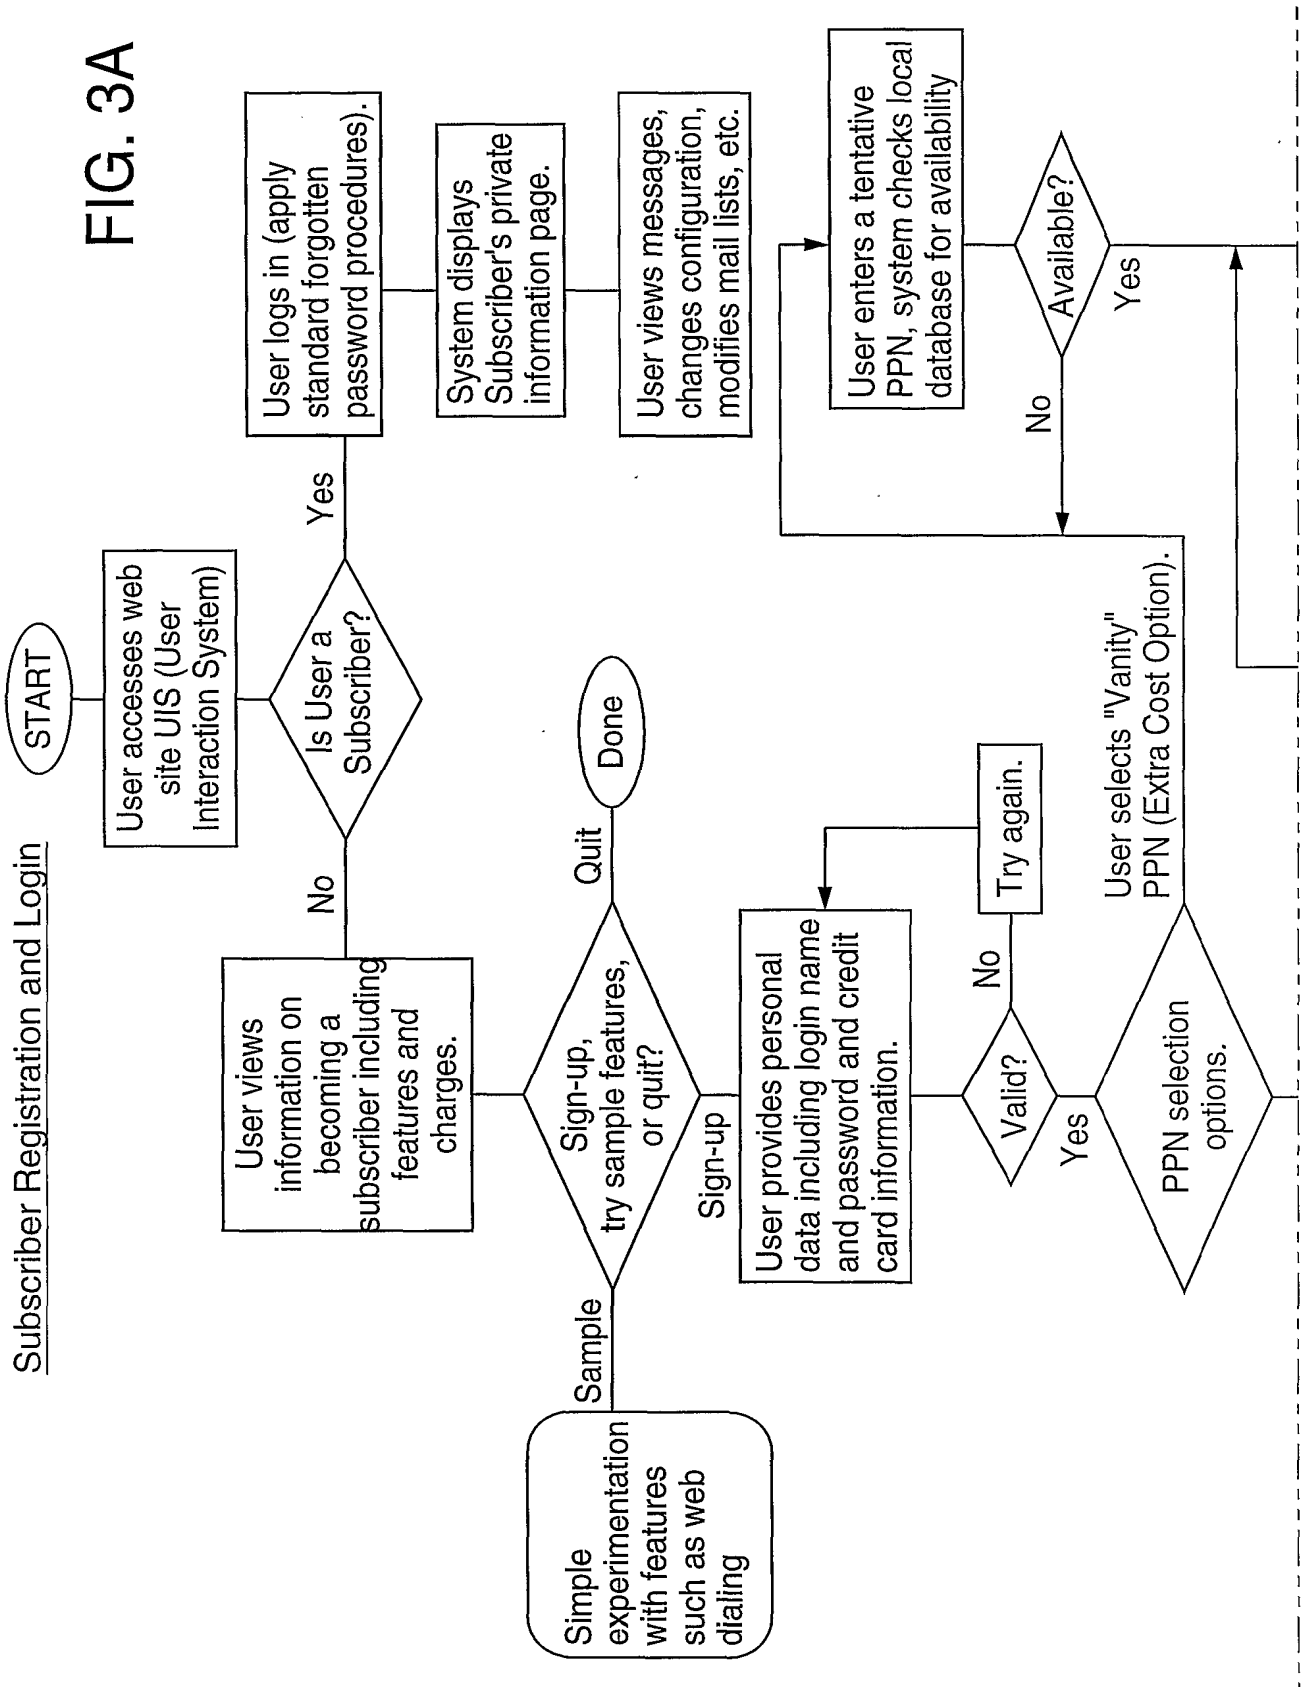 FIG. 3A
Subscriber Registration and Login
START
User accesses web
site UIS (User
Interaction System)
Is User a
Subscriber?
Yes
User logs in (apply
standard forgotten
password procedures).
System displays
Subscriber's private
information page.
User views messages,
changes configuration,
modifies mail lists, etc.
No
User views
information on
becoming a
subscriber including
features and
charges.
Sign-up,
try sample features,
or quit?
Quit
Done
Sample
Simple
experimentation
with features
such as web
dialing
Sign-up
User provides personal
data including login name
and password and credit
card information.
Valid?
No
Try again.
Yes
PPN selection
options.
User selects "Vanity"
PPN (Extra Cost Option).
User enters a tentative
PPN, system checks local
database for availability
Available?
No
Yes